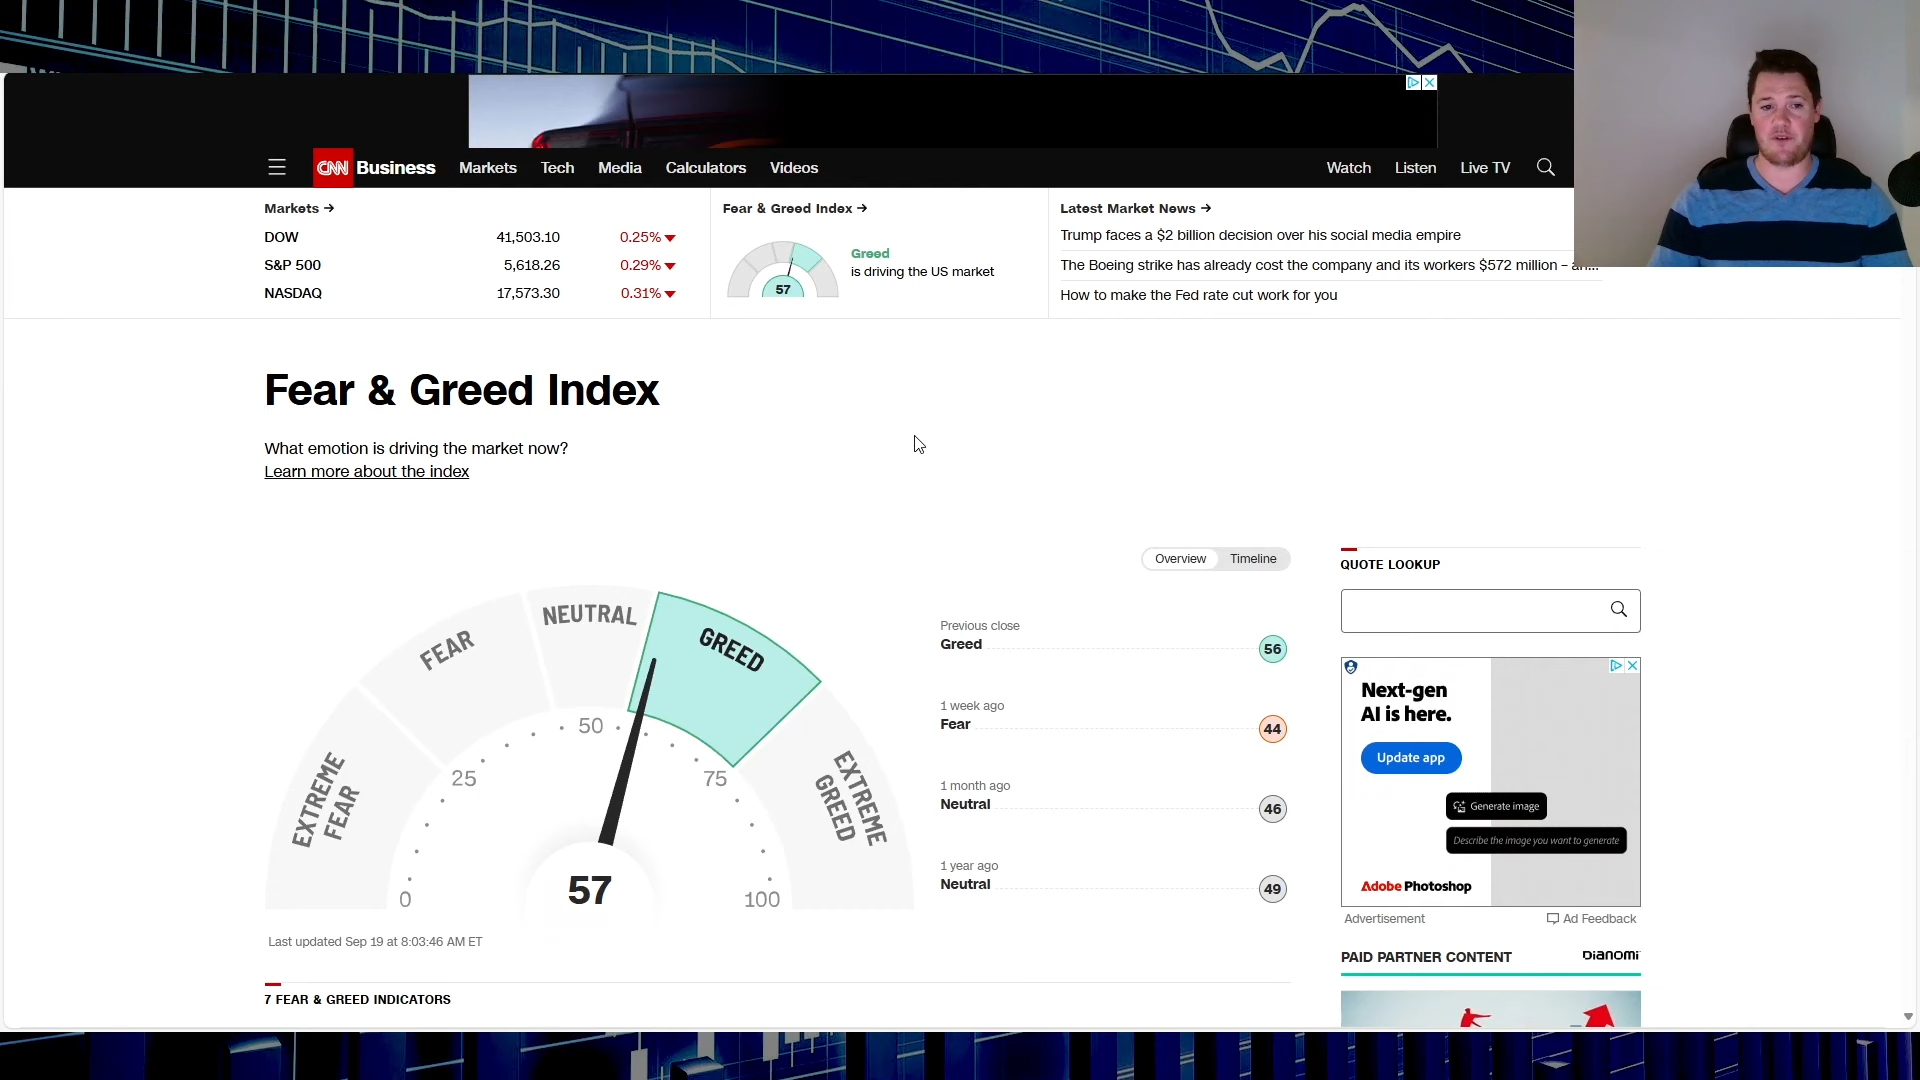 CNN Business Markets Tech Media Calculators Videos Watch Listen Live TV
Markets →
DOW 41,503.10 0.25%
S&P 500 5,618.26 0.29%
NASDAQ 17,573.30 0.31%
Fear & Greed Index →
57
Greed
is driving the US market
Latest Market News →
Trump faces a $2 billion decision over his social media empire
The Boeing strike has already cost the company and its workers $572 million –
How to make the Fed rate cut work for you
Fear & Greed Index
What emotion is driving the market now?
Learn more about the index
Overview Timeline
EXTREME FEAR
FEAR
NEUTRAL
GREED
EXTREME GREED
0
25
50
75
100
57
Last updated Sep 19 at 8:03:46 AM ET
Previous close
Greed 56
1 week ago
Fear 44
1 month ago
Neutral 46
1 year ago
Neutral 49
7 FEAR & GREED INDICATORS
QUOTE LOOKUP
Next-gen
AI is here.
Update app
Generate image
Describe the image you want to generate
Adobe Photoshop
Advertisement Ad Feedback
PAID PARTNER CONTENT DIANOMI